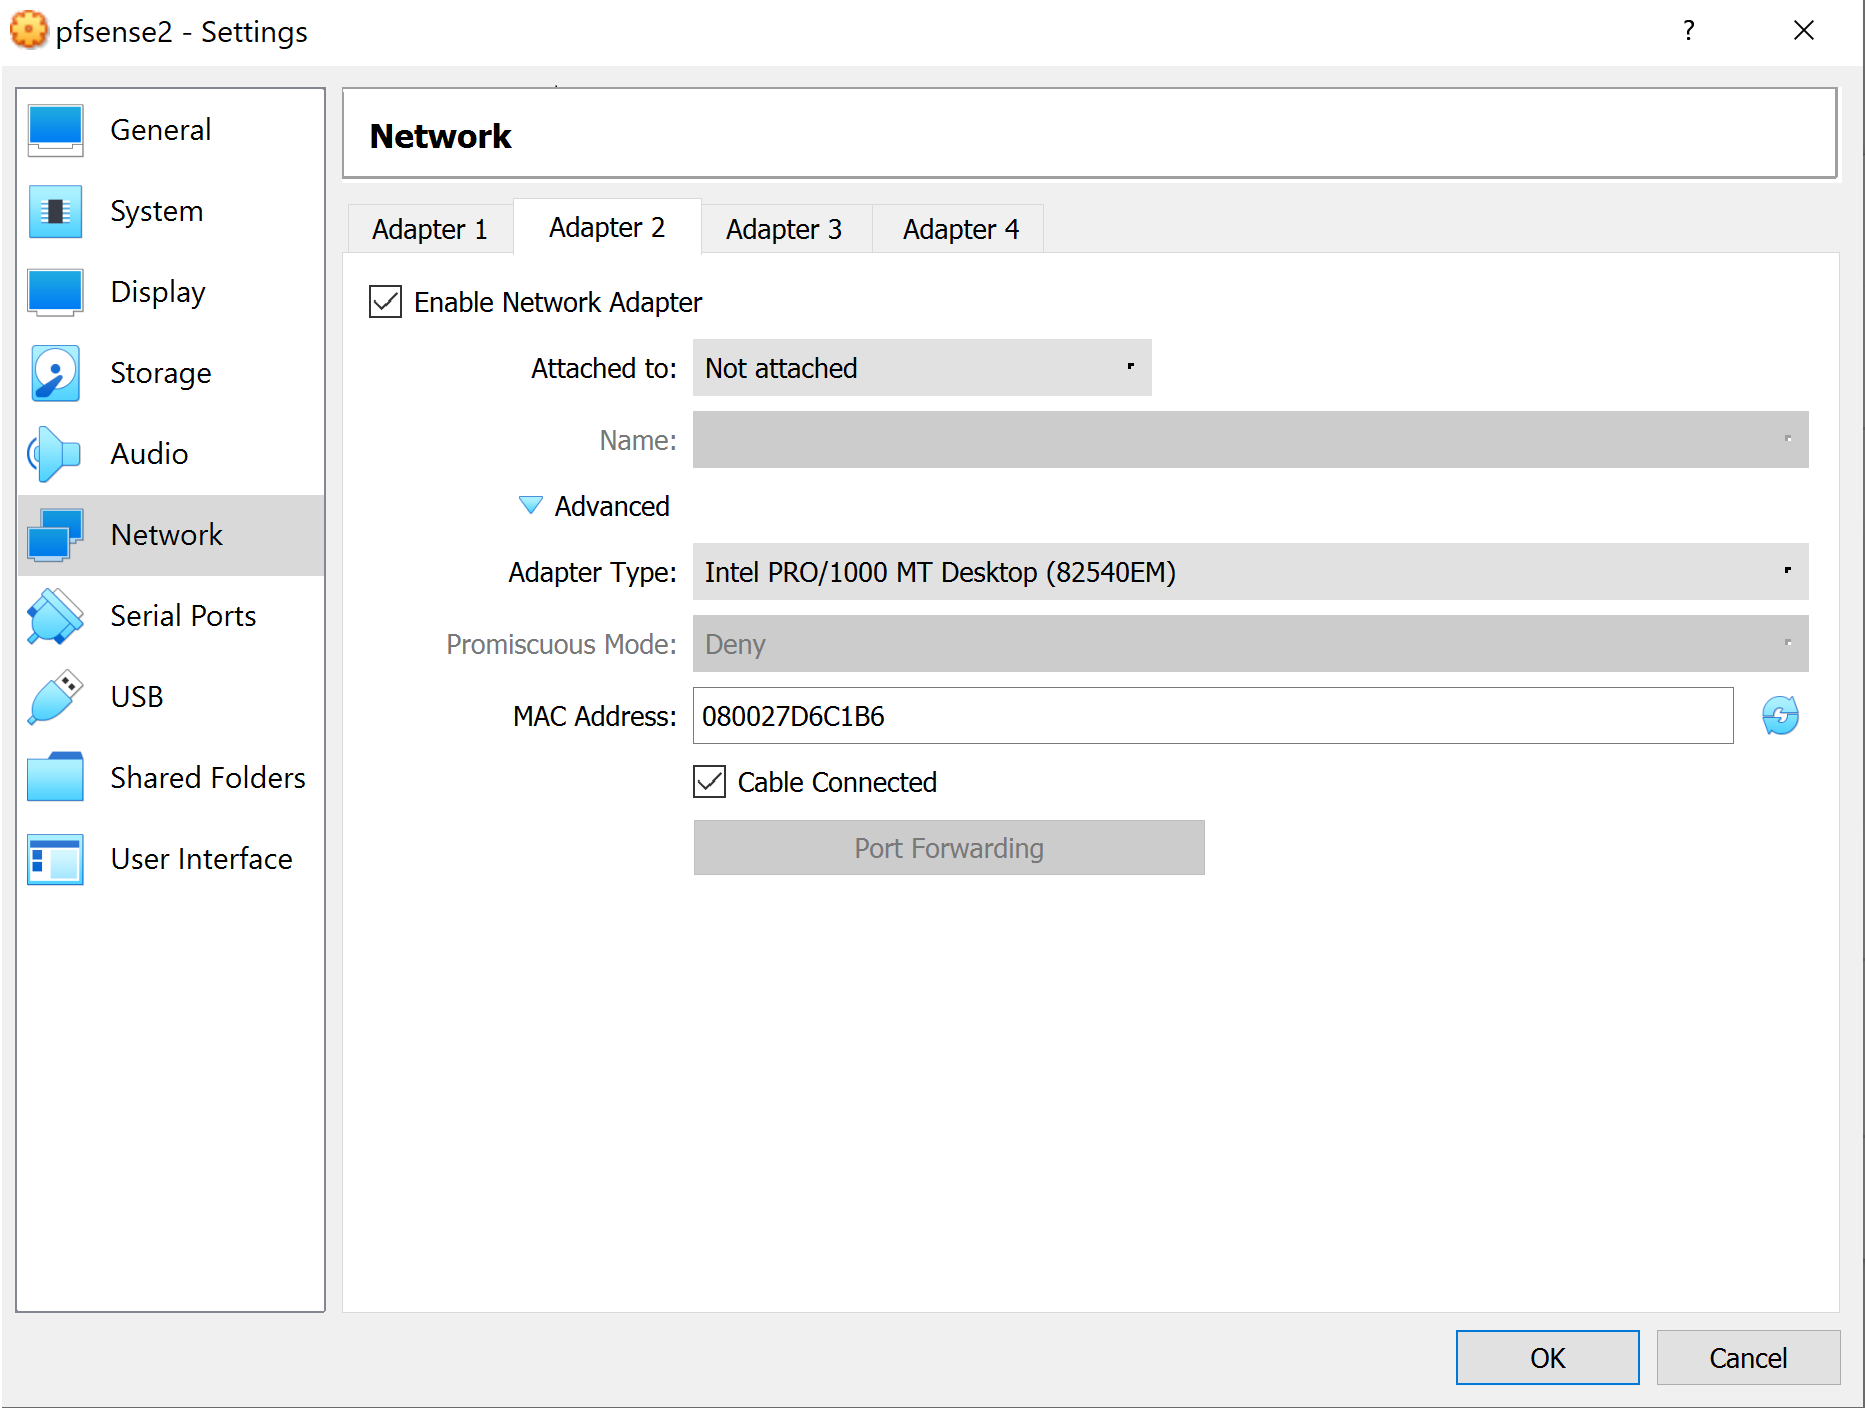 pfsense2 - Settings
?
General
System
Display
Storage
Audio
Network
Serial Ports
USB
Shared Folders
User Interface
Network
Adapter 1
Adapter 2
Adapter 3
Adapter 4
Enable Network Adapter
Attached to: Not attached
Name:
Advanced
Adapter Type: Intel PRO/1000 MT Desktop (82540EM)
Promiscuous Mode: Deny
MAC Address: 080027D6C1B6
Cable Connected
Port Forwarding
OK
Cancel